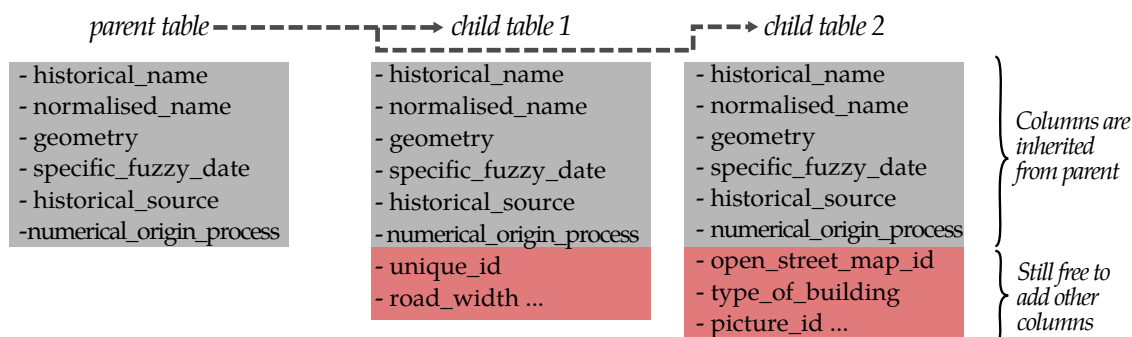 parent table
child table 1
child table 2
- historical_name
- normalised_name
- geometry
- specific_fuzzy_date
- historical_source
-numerical_origin_process
- historical_name
- normalised_name
- geometry
- specific_fuzzy_date
- historical_source
- numerical_origin_process
- unique_id
- road_width ...
- historical_name
- normalised_name
- geometry
- specific_fuzzy_date
- historical_source
- numerical_origin_process
- open_street_map_id
- type_of_building
- picture_id ...
Columns are
inherited
from parent
Still free to
add other
columns